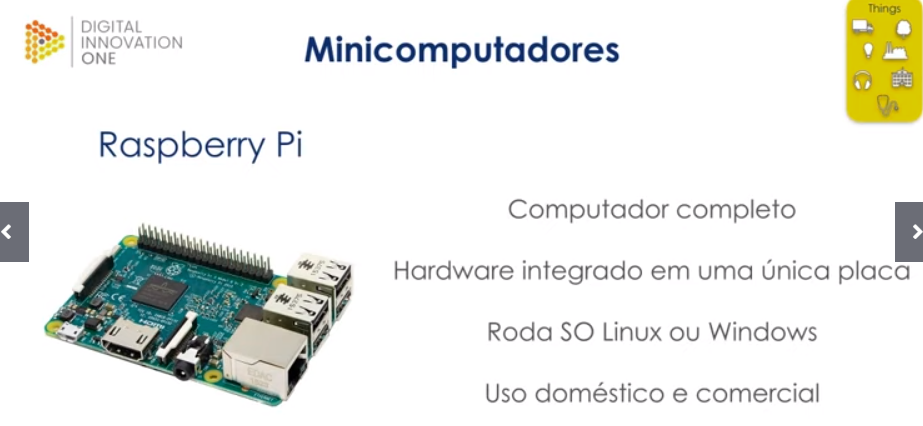 DIGITAL
INNOVATION
ONE
Minicomputadores
Things
Raspberry Pi
Computador completo
Hardware integrado em uma única placa
Roda SO Linux ou Windows
Uso doméstico e comercial